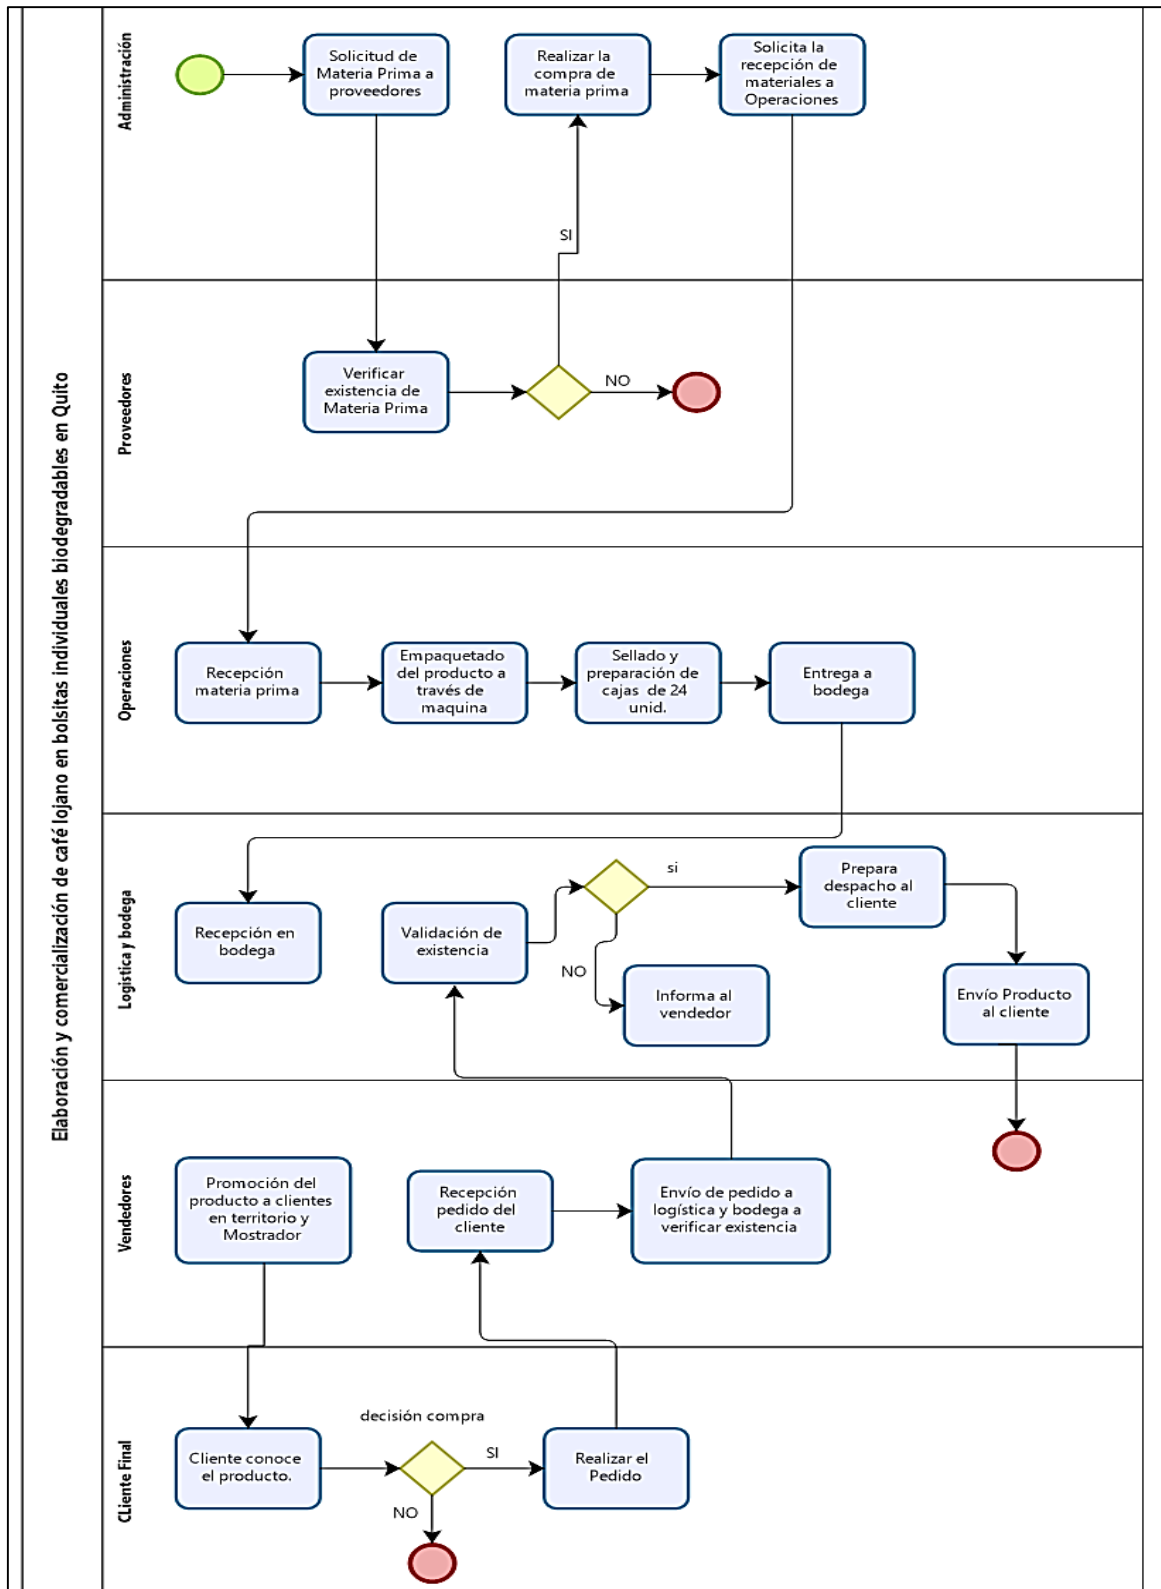 Elaboración y comercialización de café lojano en bolsitas individuales biodegradables en Quito
Administración
Solicitud de
Materia Prima a
proveedores
Realizar la
compra de
materia prima
Solicita la
recepción de
materiales a
Operaciones
SI
Proveedores
Verificar
existencia de
Materia Prima
NO
Operaciones
Recepción
materia prima
Empaquetado
del producto a
través de
maquina
Sellado y
preparación de
cajas de 24
unid.
Entrega a
bodega
Logística y bodega
Recepción en
bodega
Validación de
existencia
si
NO
Informa al
vendedor
Prepara
despacho al
cliente
Envío Producto
al cliente
Vendedores
Promoción del
producto a clientes
en territorio y
Mostrador
Recepción
pedido del
cliente
Envío de pedido a
logística y bodega a
verificar existencia
CLiente Final
Cliente conoce
el producto.
decisión compra
SI
NO
Realizar el
Pedido